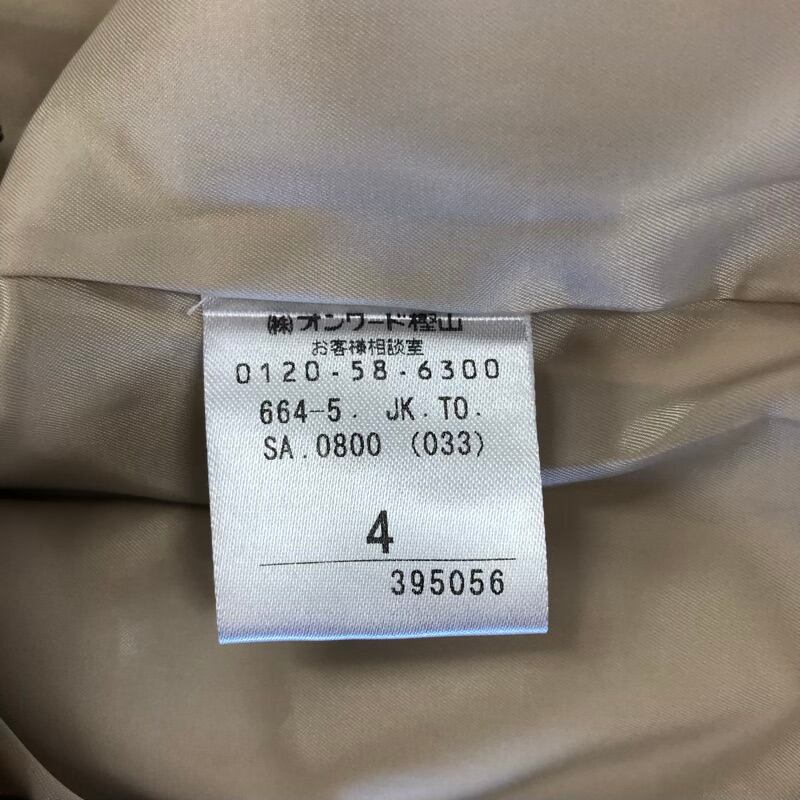 ㈱オンワード樫山
お客様相談室
0120-58-6300
664-5. JK.TO.
SA.0800 (033)
4
395056